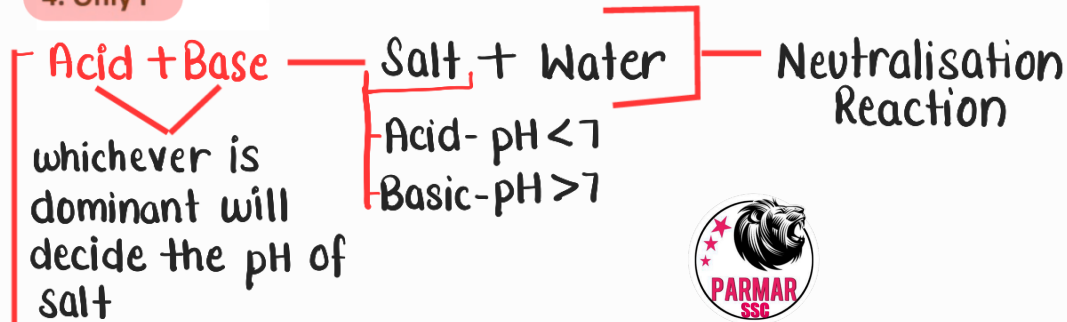 Acid + Base — Salt + Water — Neutralisation Reaction
whichever is
dominant will
decide the pH of
salt
Acid- pH<7
Basic-pH>7
PARMAR
SSC